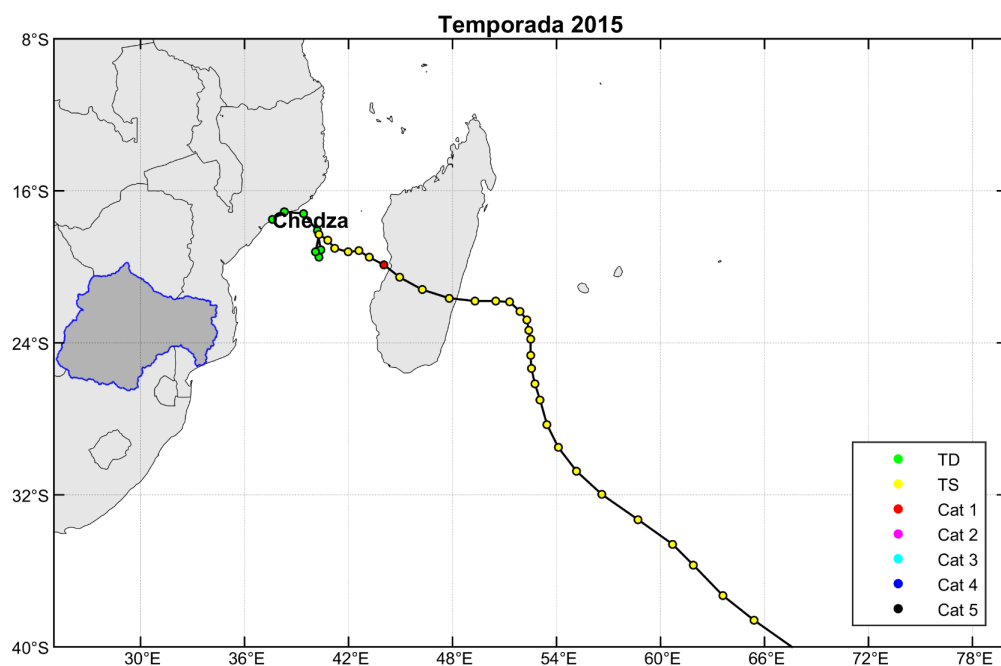 Temporada 2015
8°S
16°S
24°S
32°S
40°S
Chedza
TD
TS
Cat 1
Cat 2
Cat 3
Cat 4
Cat 5
30°E 36°E 42°E 48°E 54°E 60°E 66°E 72°E 78°E